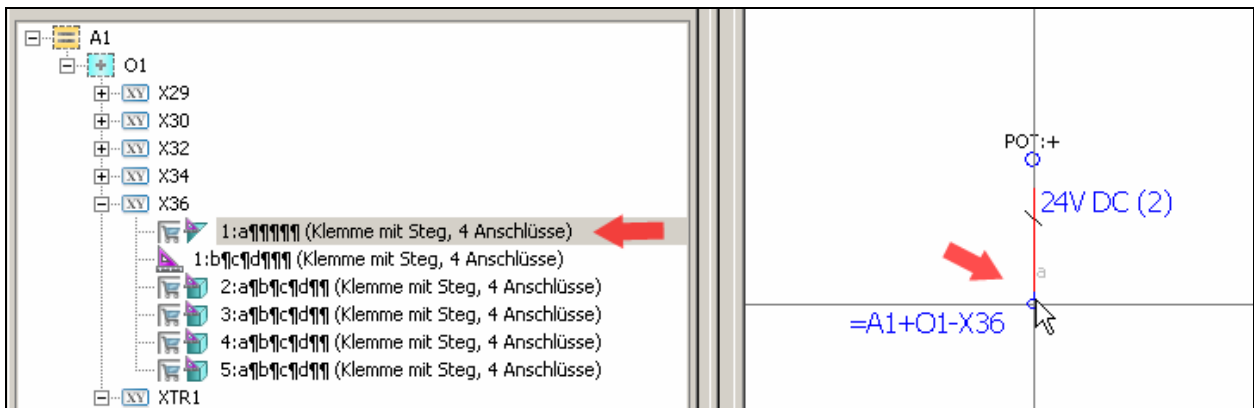 A1
O1
X29
X30
X32
X34
X36
1:a¶¶¶¶¶ (Klemme mit Steg, 4 Anschlüsse)
1:b¶c¶d¶¶¶ (Klemme mit Steg, 4 Anschlüsse)
2:a¶b¶c¶d¶¶ (Klemme mit Steg, 4 Anschlüsse)
3:a¶b¶c¶d¶¶ (Klemme mit Steg, 4 Anschlüsse)
4:a¶b¶c¶d¶¶ (Klemme mit Steg, 4 Anschlüsse)
5:a¶b¶c¶d¶¶ (Klemme mit Steg, 4 Anschlüsse)
XTR1
POT:+
24V DC (2)
a
=A1+O1-X36